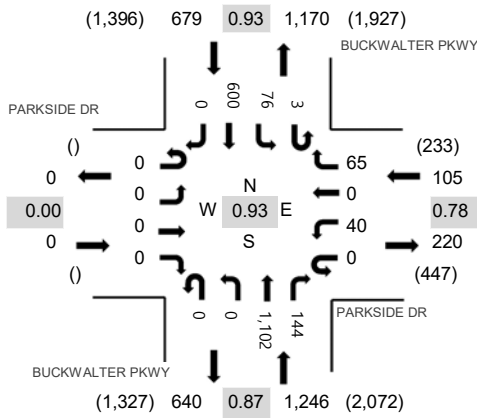 (1,396) 679 0.93 1,170 (1,927)
BUCKWALTER PKWY
0 600 76 3
PARKSIDE DR
() 0 65 (233)
0 0 0 105
N
0.00 0 W 0.93 E 40 0.78
S
0 0 0 220
() (447)
0 0 1,102 144
PARKSIDE DR
BUCKWALTER PKWY
(1,327) 640 0.87 1,246 (2,072)